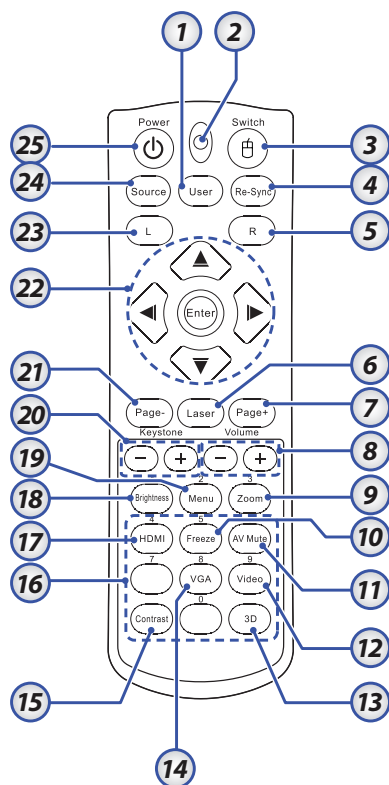 1 2
Power Switch
25 3
24 Source User Re-Sync 4
23 L R 5
22
Enter
21 6
Page- Laser Page+ 7
20 Keystone Volume
− + − + 8
19
2 3
18 Brightness Menu Zoom 9
4 5
17 HDMI Freeze AV Mute 10
7 8 9
16 VGA Video 11
0
Contrast 3D 12
15 13
14